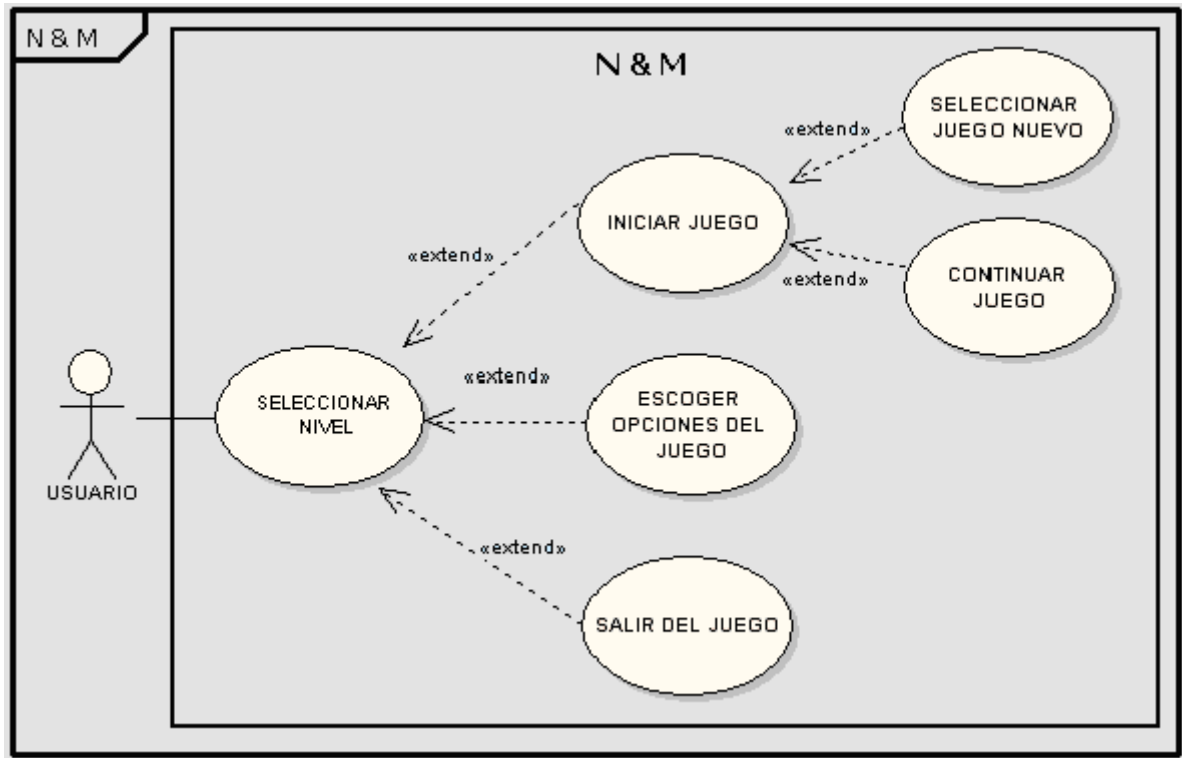 N & M
N & M
SELECCIONAR
JUEGO NUEVO
«extend»
INICIAR JUEGO
«extend»
CONTINUAR
JUEGO
«extend»
SELECCIONAR
NIVEL
«extend»
ESCOGER
OPCIONES DEL
JUEGO
USUARIO
«extend»
SALIR DEL JUEGO